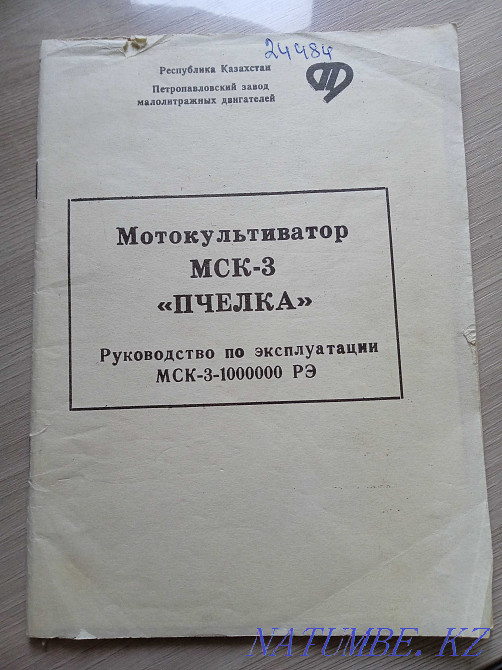 24484
Республика Казахстан
Петропавловский завод
малолитражных двигателей
Мотокультиватор
МСК-3
«ПЧЕЛКА»
Руководство по эксплуатации
МСК-3-1000000 РЭ
NATUMBE.KZ